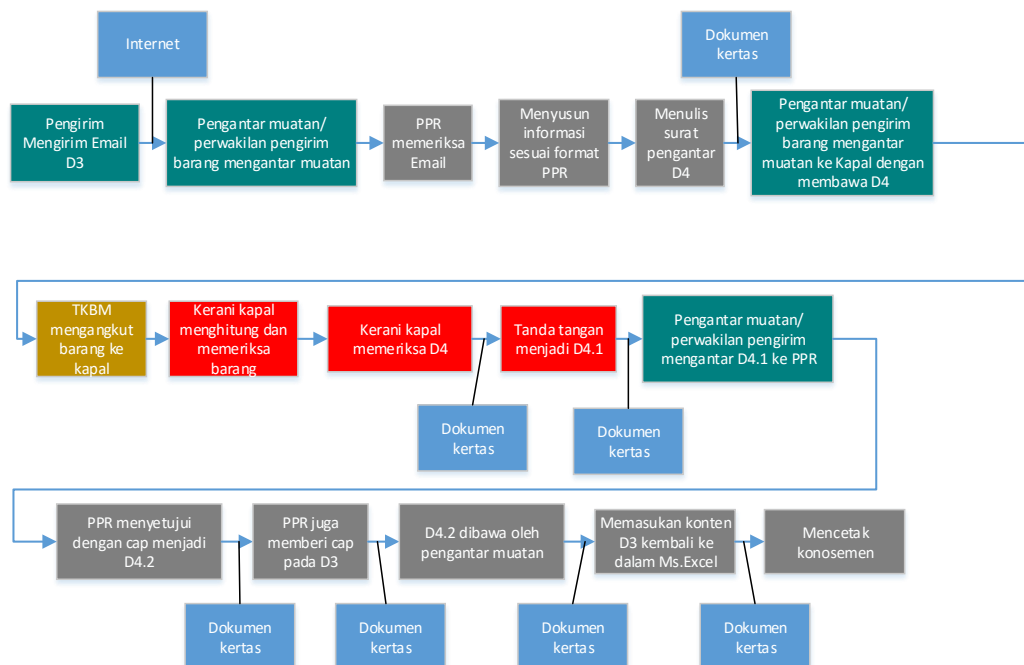 Internet
Dokumen
kertas
Pengirim
Mengirim Email
D3
Pengantar muatan/
perwakilan pengirim
barang mengantar muatan
PPR
memeriksa
Email
Menyusun
informasi
sesuai format
PPR
Menulis
surat
pengantar
D4
Pengantar muatan/
perwakilan pengirim
barang mengantar
muatan ke Kapal dengan
membawa D4
TKBM
mengangkut
barang ke
kapal
Kerani kapal
menghitung dan
memeriksa
barang
Kerani kapal
memeriksa D4
Tanda tangan
menjadi D4.1
Pengantar muatan/
perwakilan pengirim
mengantar D4.1 ke PPR
Dokumen
kertas
Dokumen
kertas
PPR menyetujui
dengan cap menjadi
D4.2
PPR juga
memberi cap
pada D3
D4.2 dibawa oleh
pengantar muatan
Memasukan konten
D3 kembali ke
dalam Ms.Excel
Mencetak
konosemen
Dokumen
kertas
Dokumen
kertas
Dokumen
kertas
Dokumen
kertas